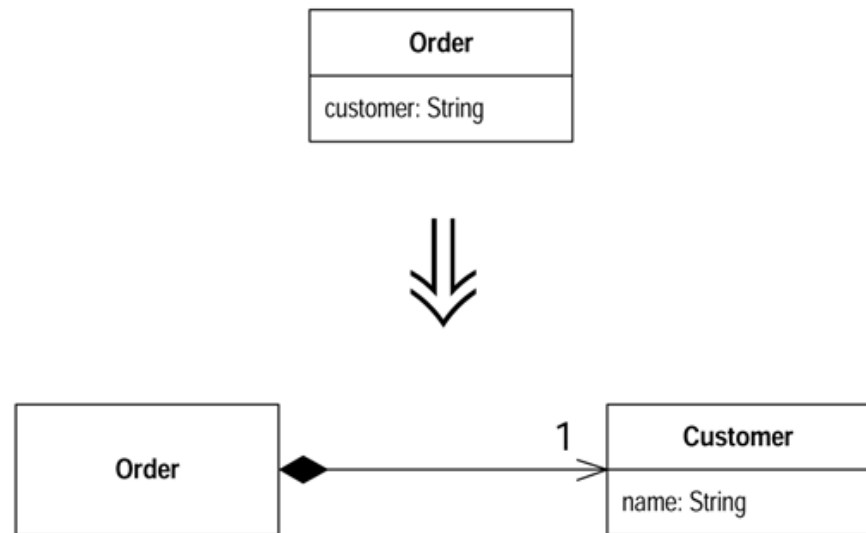 Order
customer: String
1
Order
Customer
name: String